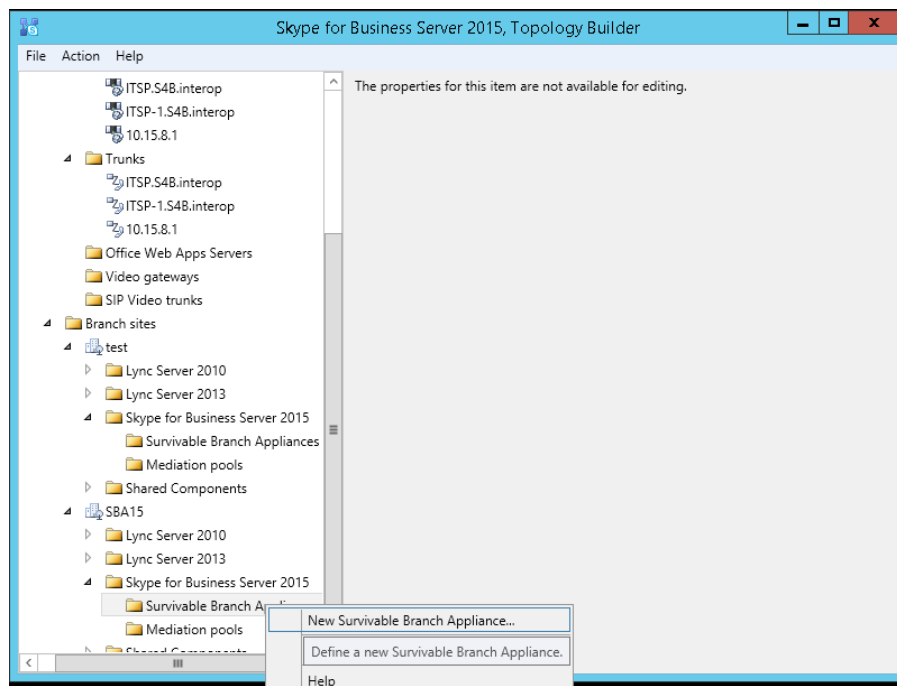 Skype for Business Server 2015, Topology Builder
File Action Help
ITSP.S4B.interop
ITSP-1.S4B.interop
10.15.8.1
Trunks
ITSP.S4B.interop
ITSP-1.S4B.interop
10.15.8.1
Office Web Apps Servers
Video gateways
SIP Video trunks
Branch sites
test
Lync Server 2010
Lync Server 2013
Skype for Business Server 2015
Survivable Branch Appliances
Mediation pools
Shared Components
SBA15
Lync Server 2010
Lync Server 2013
Skype for Business Server 2015
Survivable Branch
Mediation pools
Shared Components
The properties for this item are not available for editing.
New Survivable Branch Appliance...
Define a new Survivable Branch Appliance.
Help